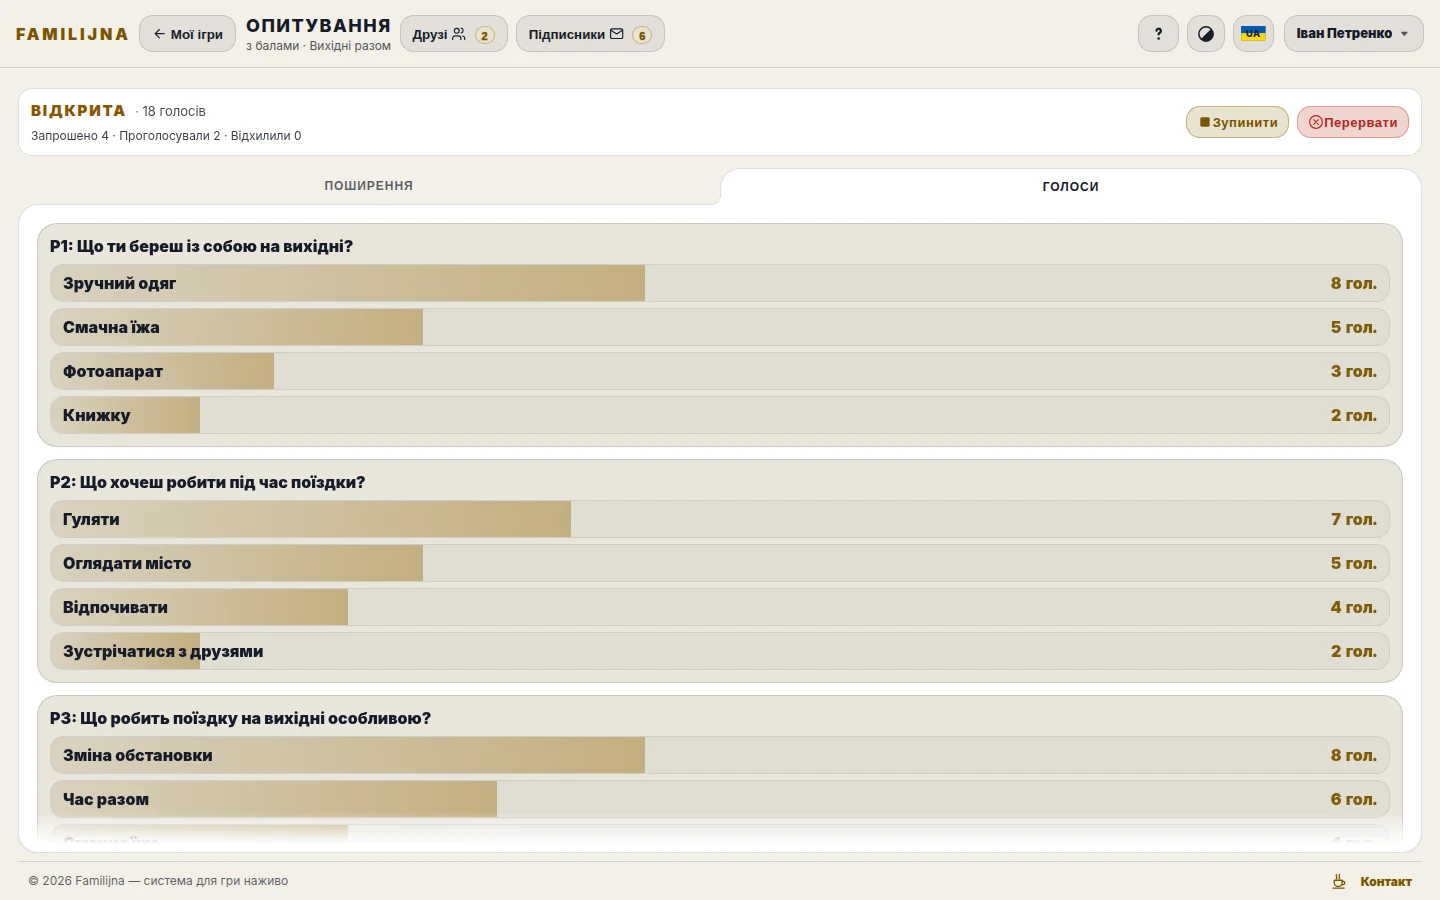 FAMILIJNA
Мої ігри
ОПИТУВАННЯ
з балами · Вихідні разом
Друзі 2
Підписники 6
?
UA
Іван Петренко
ВІДКРИТА · 18 голосів
Запрошено 4 · Проголосували 2 · Відхилили 0
Зупинити
Перервати
ПОШИРЕННЯ
ГОЛОСИ
P1: Що ти береш із собою на вихідні?
Зручний одяг 8 гол.
Смачна їжа 5 гол.
Фотоапарат 3 гол.
Книжку 2 гол.
P2: Що хочеш робити під час поїздки?
Гуляти 7 гол.
Оглядати місто 5 гол.
Відпочивати 4 гол.
Зустрічатися з друзями 2 гол.
P3: Що робить поїздку на вихідні особливою?
Зміна обстановки 8 гол.
Час разом 6 гол.
© 2026 Familijna — система для гри наживо
Контакт